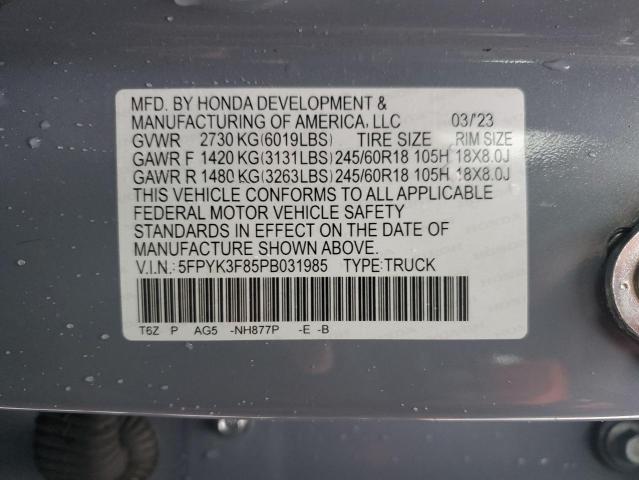 MFD. BY HONDA DEVELOPMENT &
MANUFACTURING OF AMERICA, LLC 03/'23
GVWR 2730 KG(6019LBS) TIRE SIZE RIM SIZE
GAWR F 1420 KG(3131LBS) 245/60R18 105H 18X8.0J
GAWR R 1480 KG(3263LBS) 245/60R18 105H 18X8.0J
THIS VEHICLE CONFORMS TO ALL APPLICABLE
FEDERAL MOTOR VEHICLE SAFETY
STANDARDS IN EFFECT ON THE DATE OF
MANUFACTURE SHOWN ABOVE.
V.I.N.: 5FPYK3F85PB031985 TYPE: TRUCK
T6Z P AG5 -NH877P -E -B